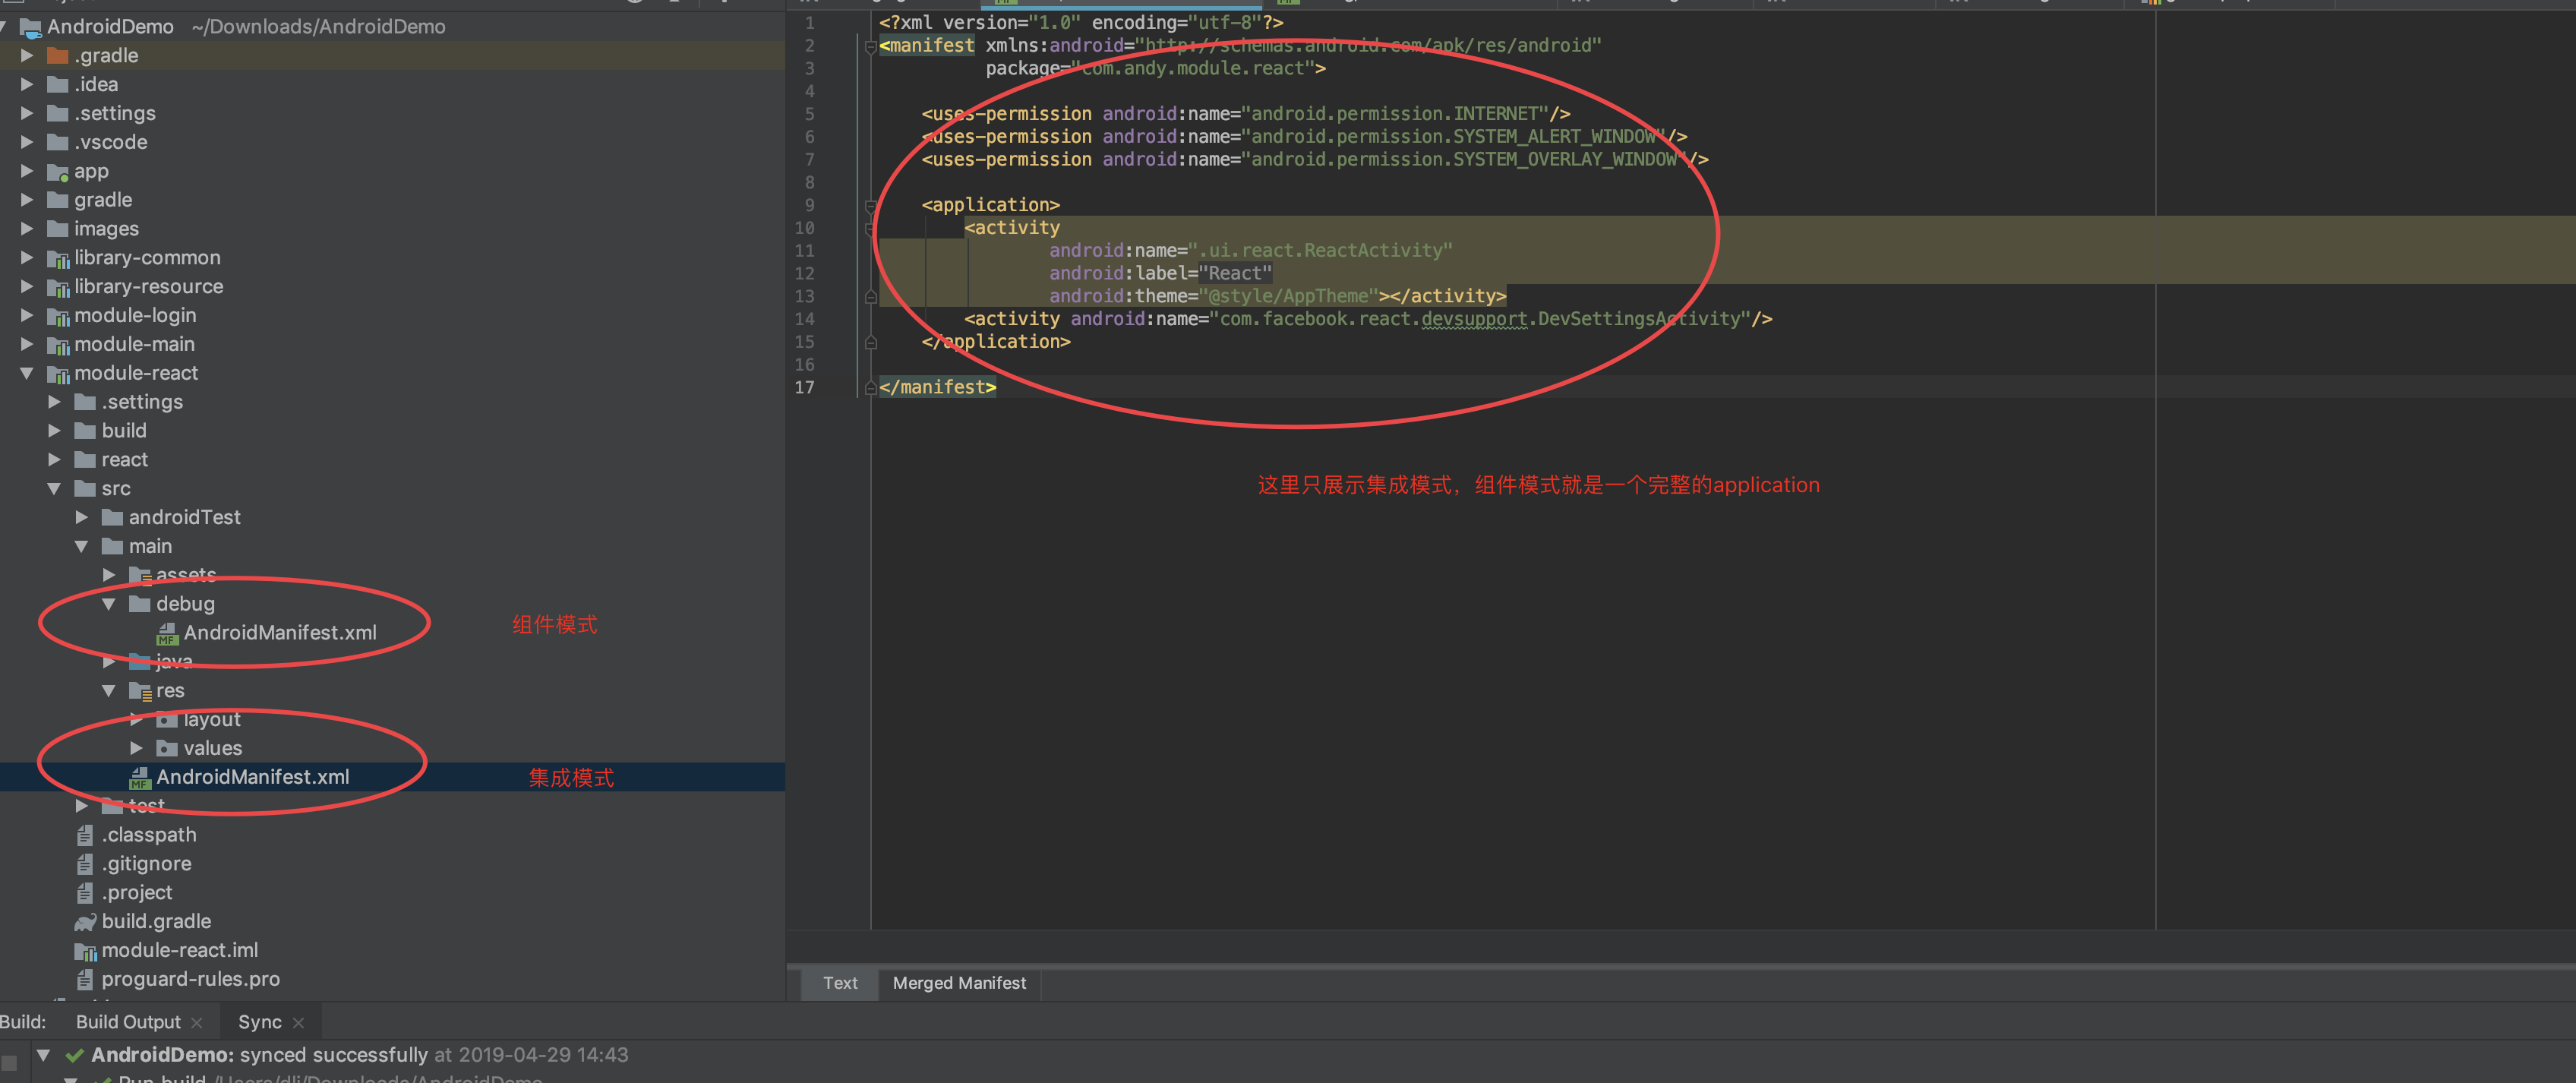 AndroidDemo ~/Downloads/AndroidDemo
.gradle
.idea
.settings
.vscode
app
gradle
images
library-common
library-resource
module-login
module-main
module-react
.settings
build
react
src
androidTest
main
assets
debug
AndroidManifest.xml
组件模式
java
res
layout
values
AndroidManifest.xml
集成模式
test
.classpath
.gitignore
.project
build.gradle
module-react.iml
proguard-rules.pro
1 <?xml version="1.0" encoding="utf-8"?>
2 <manifest xmlns:android="http://schemas.android.com/apk/res/android"
3 package="com.andy.module.react">
4
5 <uses-permission android:name="android.permission.INTERNET"/>
6 <uses-permission android:name="android.permission.SYSTEM_ALERT_WINDOW"/>
7 <uses-permission android:name="android.permission.SYSTEM_OVERLAY_WINDOW"/>
8
9 <application>
10 <activity
11 android:name=".ui.react.ReactActivity"
12 android:label="React"
13 android:theme="@style/AppTheme"></activity>
14 <activity android:name="com.facebook.react.devsupport.DevSettingsActivity"/>
15 </application>
16
17 </manifest>
这里只展示集成模式，组件模式就是一个完整的application
Text Merged Manifest
Build: Build Output Sync
AndroidDemo: synced successfully at 2019-04-29 14:43
Run build /Users/dli/Downloads/AndroidDemo